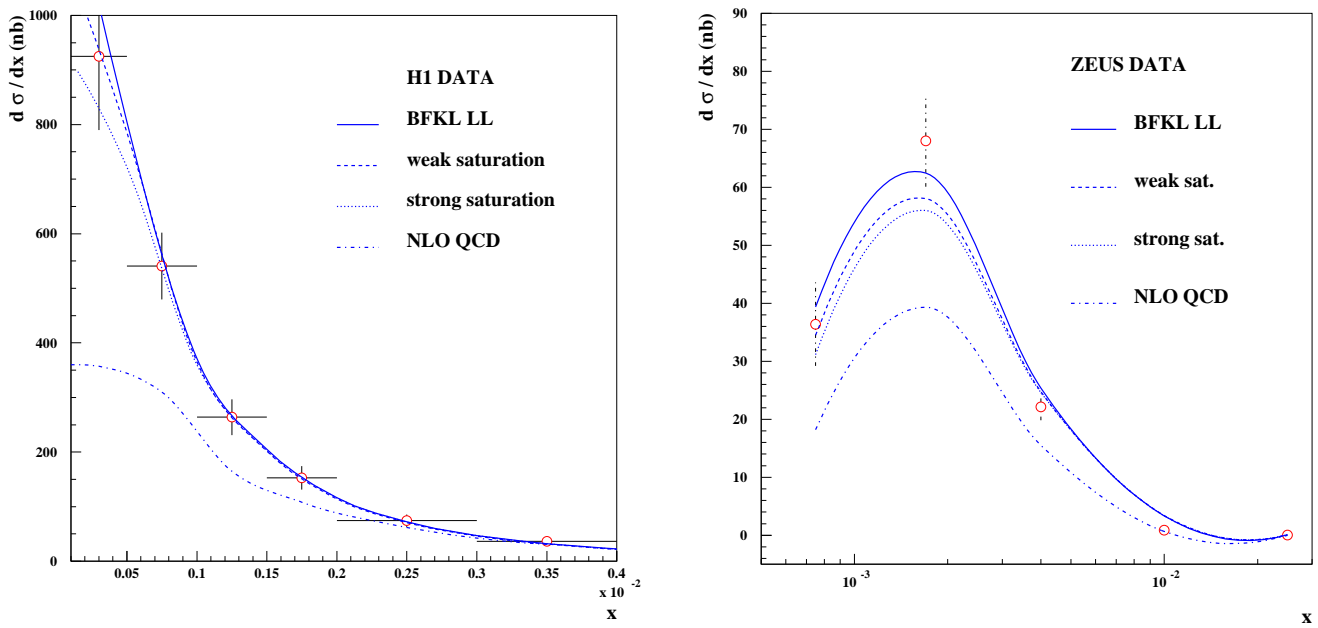 d σ / dx (nb)
1000
800
600
400
200
0
H1 DATA
BFKL LL
weak saturation
strong saturation
NLO QCD
0.05 0.1 0.15 0.2 0.25 0.3 0.35 0.4
x 10 -2
x
d σ / dx (nb)
90
80
70
60
50
40
30
20
10
0
ZEUS DATA
BFKL LL
weak sat.
strong sat.
NLO QCD
10 -3 10 -2
x